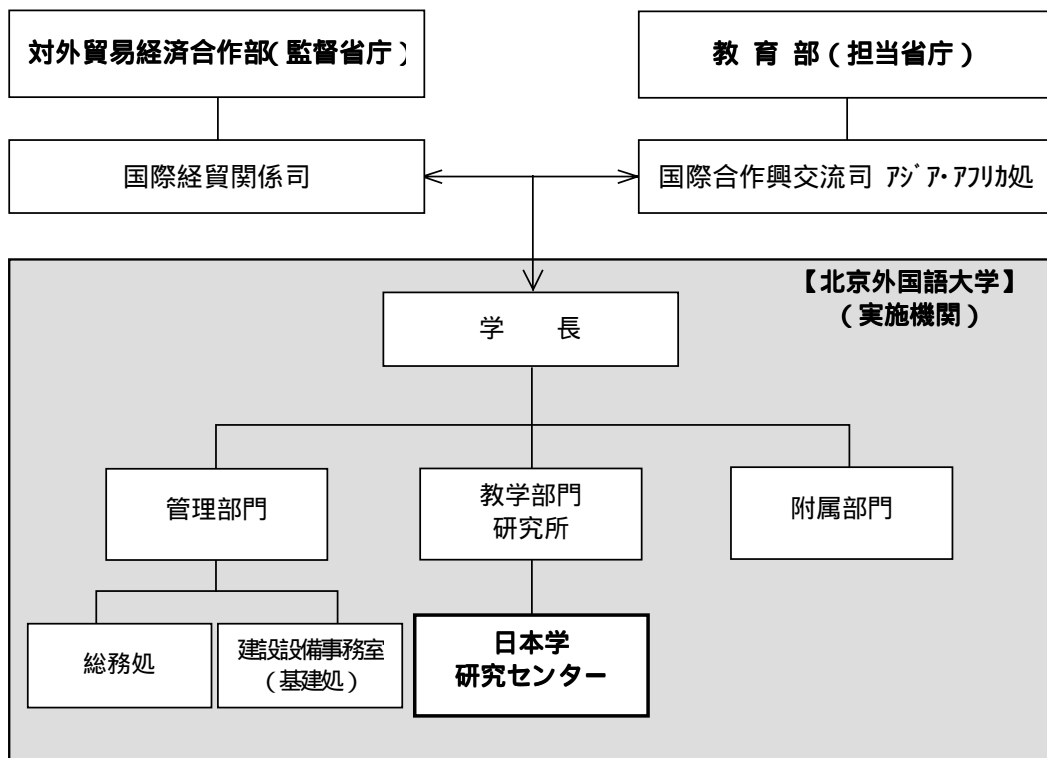 対外貿易経済合作部(監督省庁)
教 育 部(担当省庁)
国際経貿関係司
国際合作興交流司 ｱｼﾞｱ･ｱﾌﾘｶ処
【北京外国語大学】
(実施機関)
学　　長
管理部門
教学部門
研究所
附属部門
総務処
建設設備事務室
(基建処)
日本学
研究センター